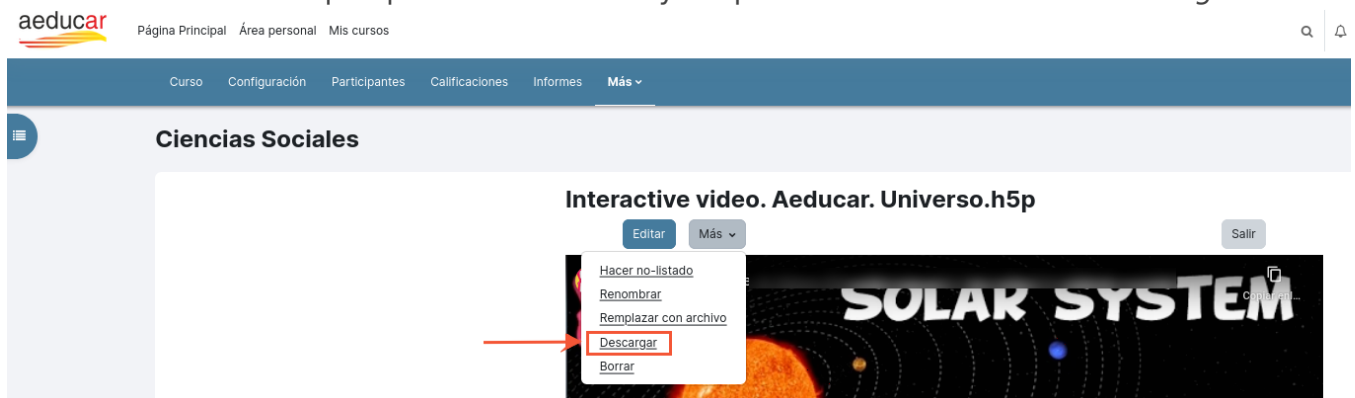 aeducar
Página Principal Área personal Mis cursos
Curso Configuración Participantes Calificaciones Informes Más
Ciencias Sociales
Interactive video. Aeducar. Universo.h5p
Editar Más Salir
Hacer no-listado
Renombrar
Remplazar con archivo
Descargar
Borrar
SOLAR SYSTEM